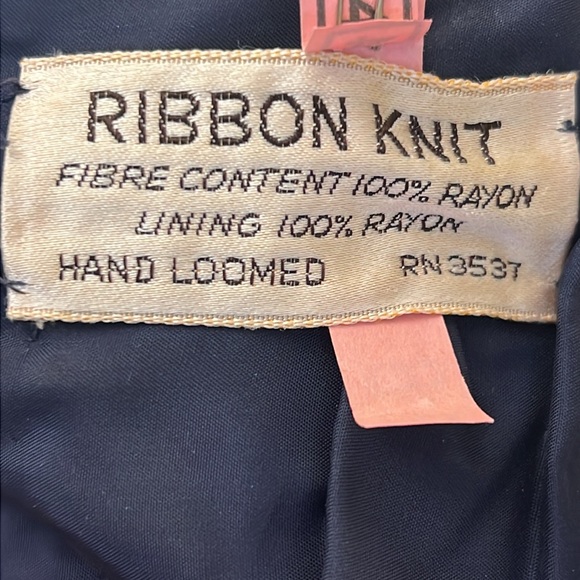 RIBBON KNIT
FIBRE CONTENT 100% RAYON
LINING 100% RAYON
HAND LOOMED RN 3537